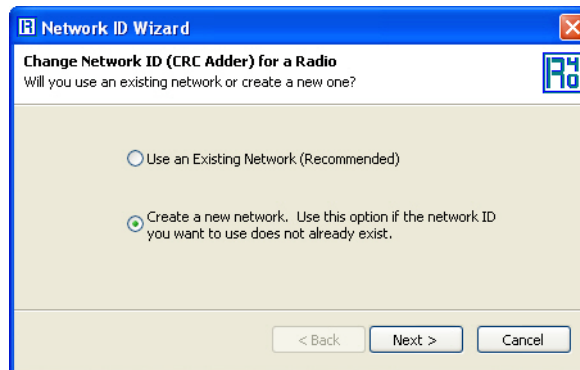 Network ID Wizard
Change Network ID (CRC Adder) for a Radio
Will you use an existing network or create a new one?
R40
Use an Existing Network (Recommended)
Create a new network. Use this option if the network ID
you want to use does not already exist.
< Back
Next >
Cancel